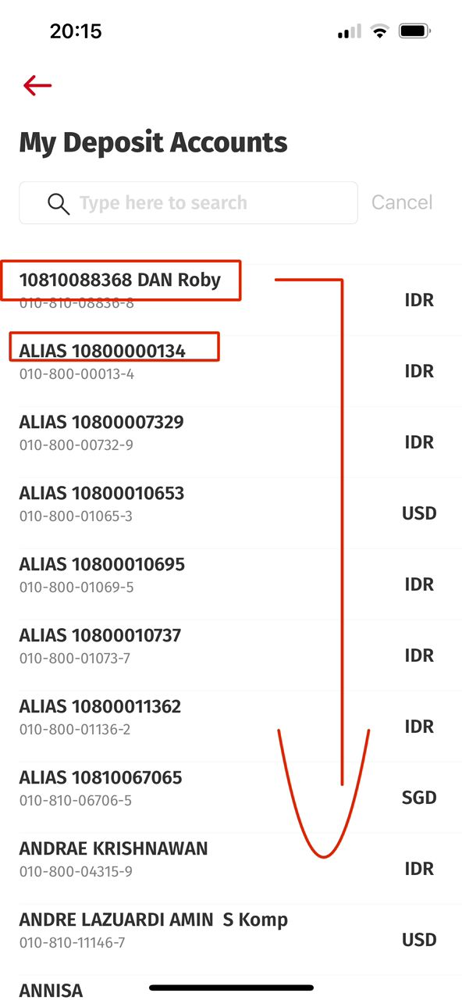 20:15
My Deposit Accounts
Type here to search
Cancel
10810088368 DAN Roby
010-810-08836-8
IDR
ALIAS 10800000134
010-800-00013-4
IDR
ALIAS 10800007329
010-800-00732-9
IDR
ALIAS 10800010653
010-800-01065-3
USD
ALIAS 10800010695
010-800-01069-5
IDR
ALIAS 10800010737
010-800-01073-7
IDR
ALIAS 10800011362
010-800-01136-2
IDR
ALIAS 10810067065
010-810-06706-5
SGD
ANDRAE KRISHNAWAN
010-800-04315-9
IDR
ANDRE LAZUARDI AMIN  S Komp
010-810-11146-7
USD
ANNISA